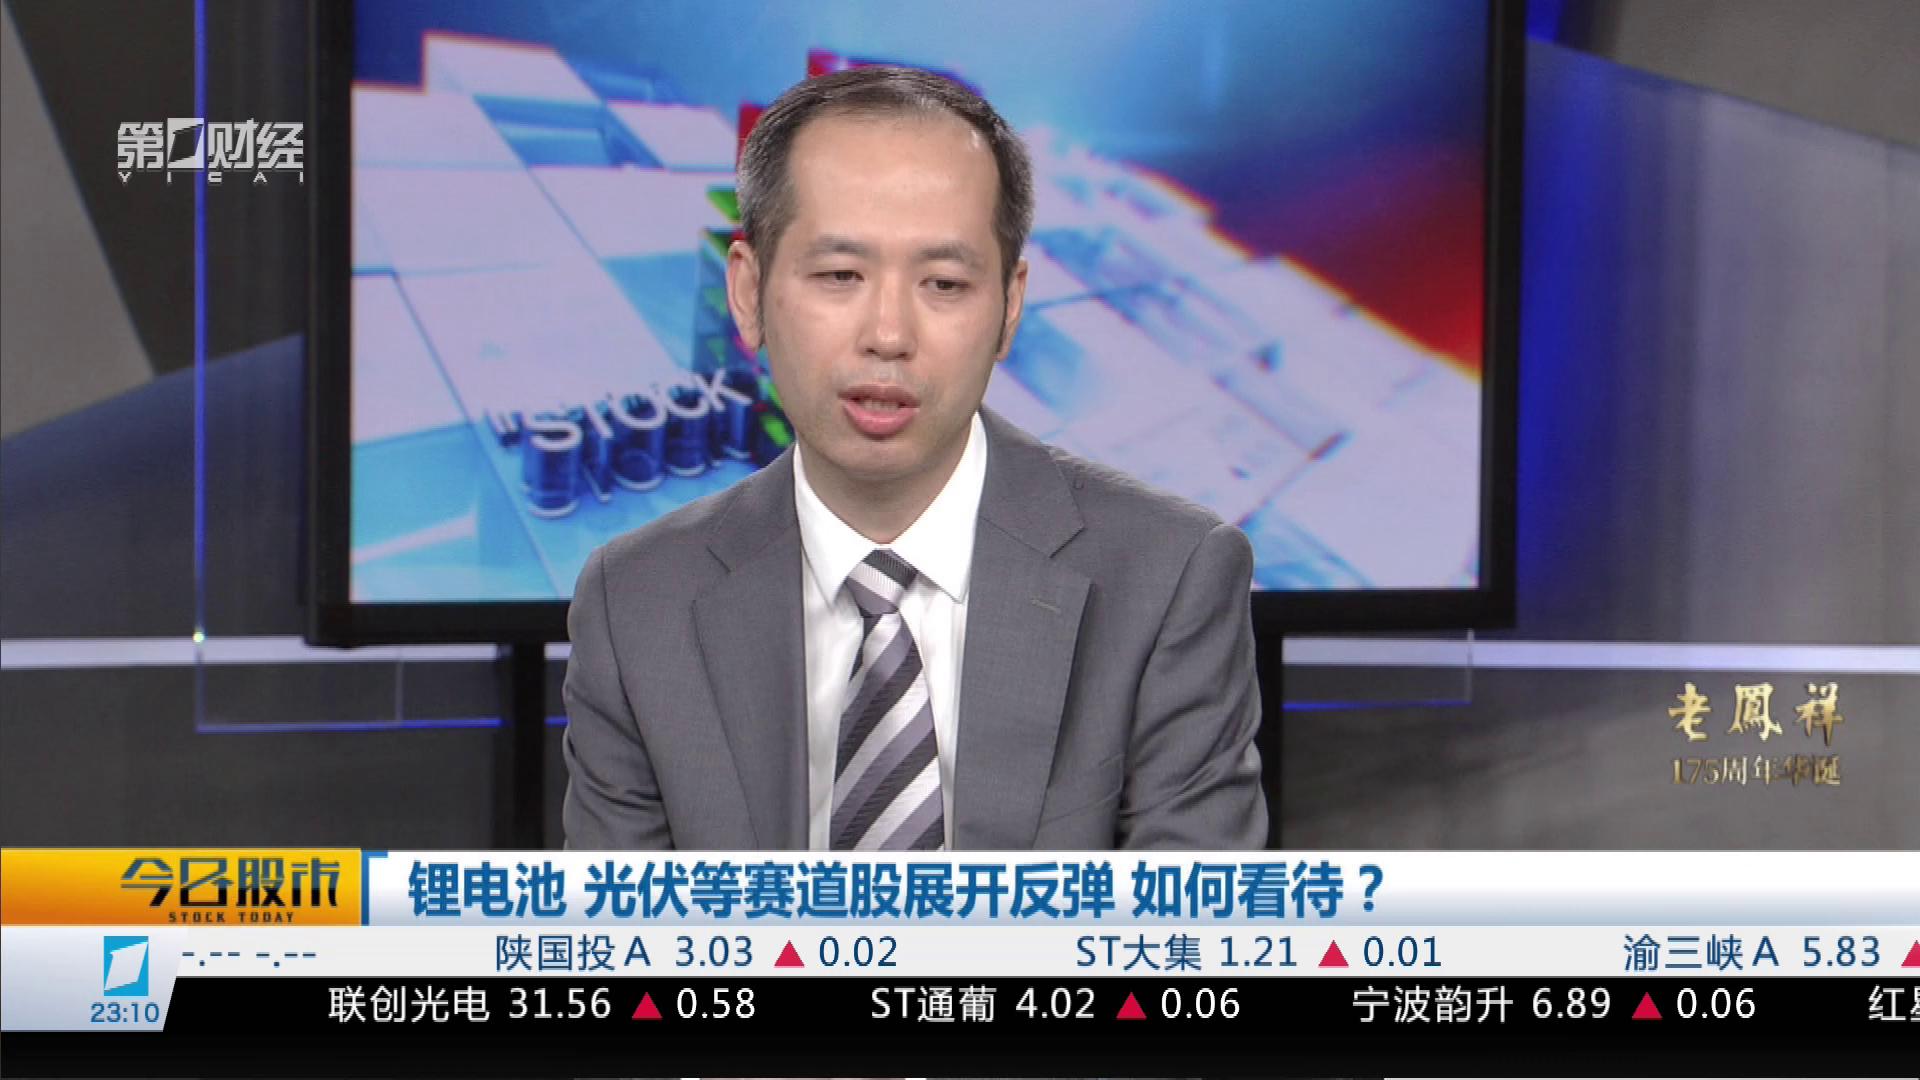 第1财经
YICAI
"STOCK
老鳳祥
175周年华诞
今日股市
STOCK TODAY
锂电池 光伏等赛道股展开反弹 如何看待？
-.-- -.--
陕国投A 3.03 ▲ 0.02
ST大集 1.21 ▲ 0.01
渝三峡A 5.83 ▲
23:10
联创光电 31.56 ▲ 0.58
ST通葡 4.02 ▲ 0.06
宁波韵升 6.89 ▲ 0.06
红